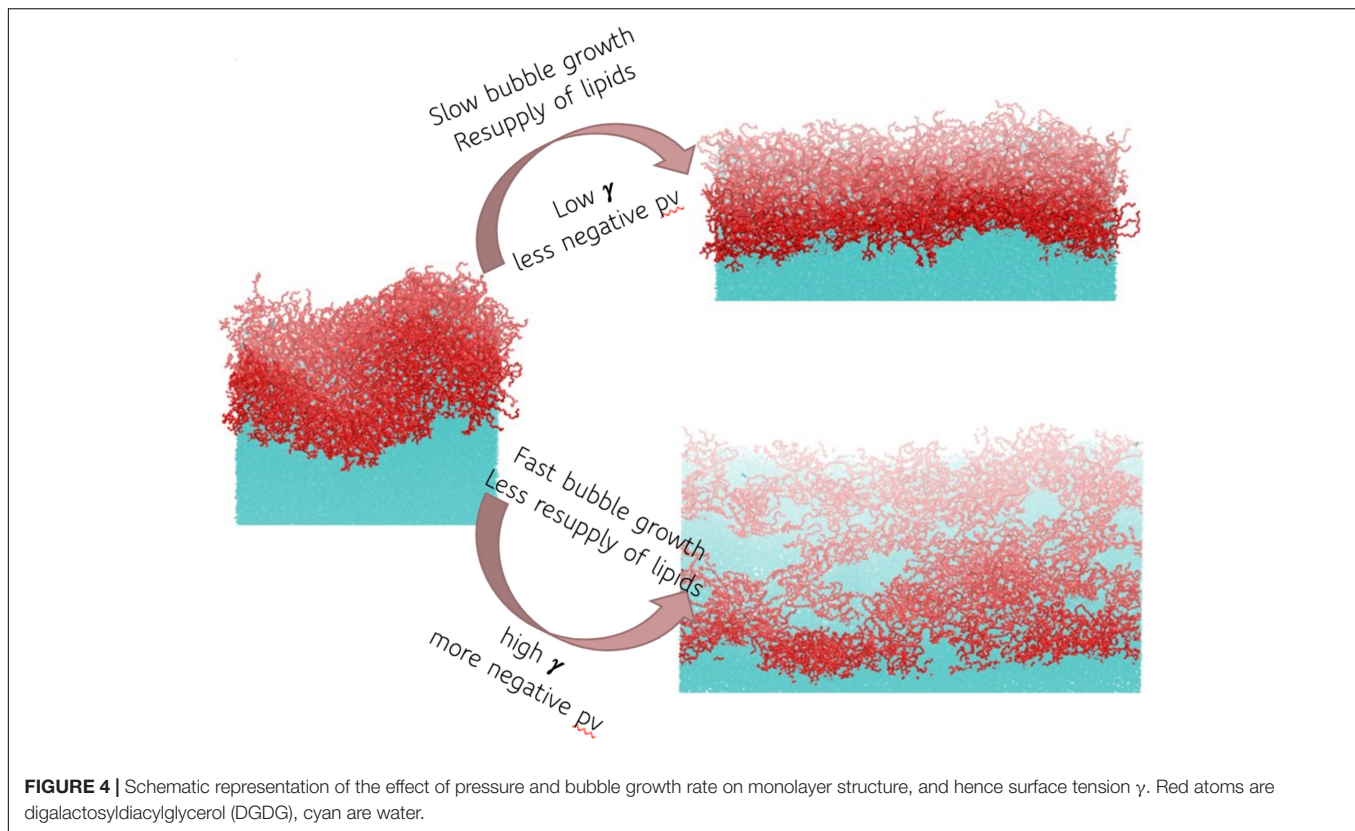 Slow bubble growth
Resupply of lipids
Low γ
less negative pv
Fast bubble growth
Less resupply of lipids
high γ
more negative pv
FIGURE 4 | Schematic representation of the effect of pressure and bubble growth rate on monolayer structure, and hence surface tension γ. Red atoms are
digalactosyldiacylglycerol (DGDG), cyan are water.